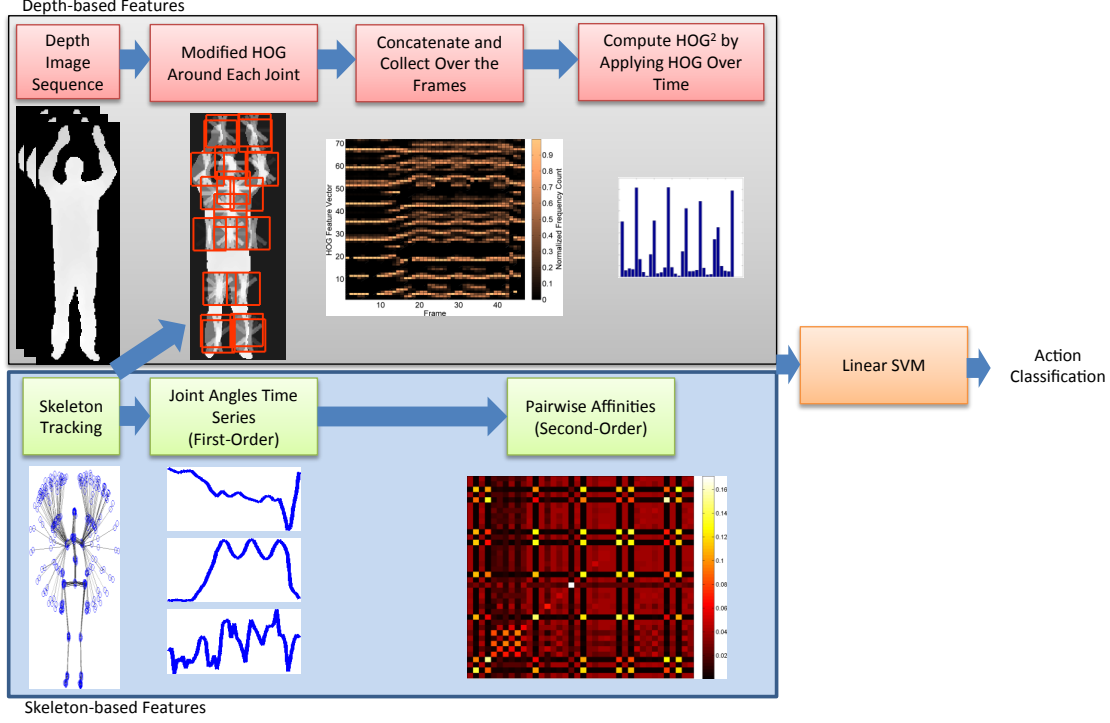 Depth-based Features
Depth
Image
Sequence
Modified HOG
Around Each Joint
Concatenate and
Collect Over the
Frames
Compute HOG² by
Applying HOG Over
Time
HOG Feature Vector
70
60
50
40
30
20
10
10
20
30
40
Frame
0.9
0.8
0.7
0.6
0.5
0.4
0.3
0.2
0.1
0
Normalized Frequency Count
Linear SVM
Action
Classification
Skeleton
Tracking
Joint Angles Time
Series
(First-Order)
Pairwise Affinities
(Second-Order)
0.16
0.14
0.12
0.1
0.08
0.06
0.04
0.02
Skeleton-based Features